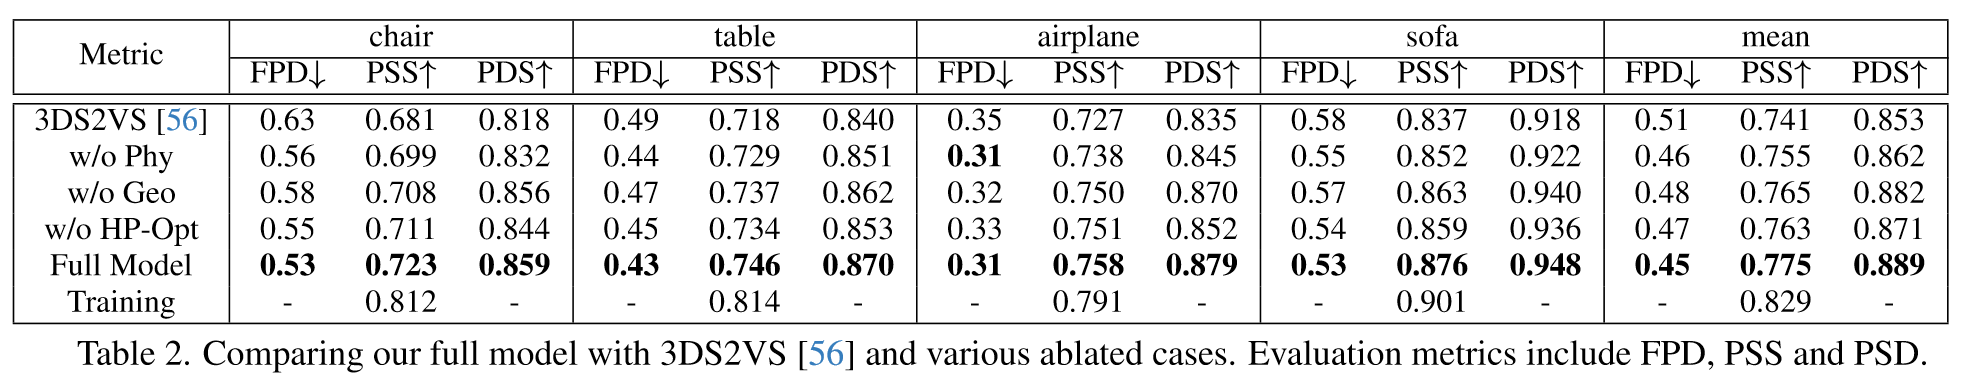 Metric chair table airplane sofa mean
FPD↓ PSS↑ PDS↑ FPD↓ PSS↑ PDS↑ FPD↓ PSS↑ PDS↑ FPD↓ PSS↑ PDS↑ FPD↓ PSS↑ PDS↑
3DS2VS [56] 0.63 0.681 0.818 0.49 0.718 0.840 0.35 0.727 0.835 0.58 0.837 0.918 0.51 0.741 0.853
w/o Phy 0.56 0.699 0.832 0.44 0.729 0.851 0.31 0.738 0.845 0.55 0.852 0.922 0.46 0.755 0.862
w/o Geo 0.58 0.708 0.856 0.47 0.737 0.862 0.32 0.750 0.870 0.57 0.863 0.940 0.48 0.765 0.882
w/o HP-Opt 0.55 0.711 0.844 0.45 0.734 0.853 0.33 0.751 0.852 0.54 0.859 0.936 0.47 0.763 0.871
Full Model 0.53 0.723 0.859 0.43 0.746 0.870 0.31 0.758 0.879 0.53 0.876 0.948 0.45 0.775 0.889
Training - 0.812 - - 0.814 - - 0.791 - - 0.901 - - 0.829 -
Table 2. Comparing our full model with 3DS2VS [56] and various ablated cases. Evaluation metrics include FPD, PSS and PSD.